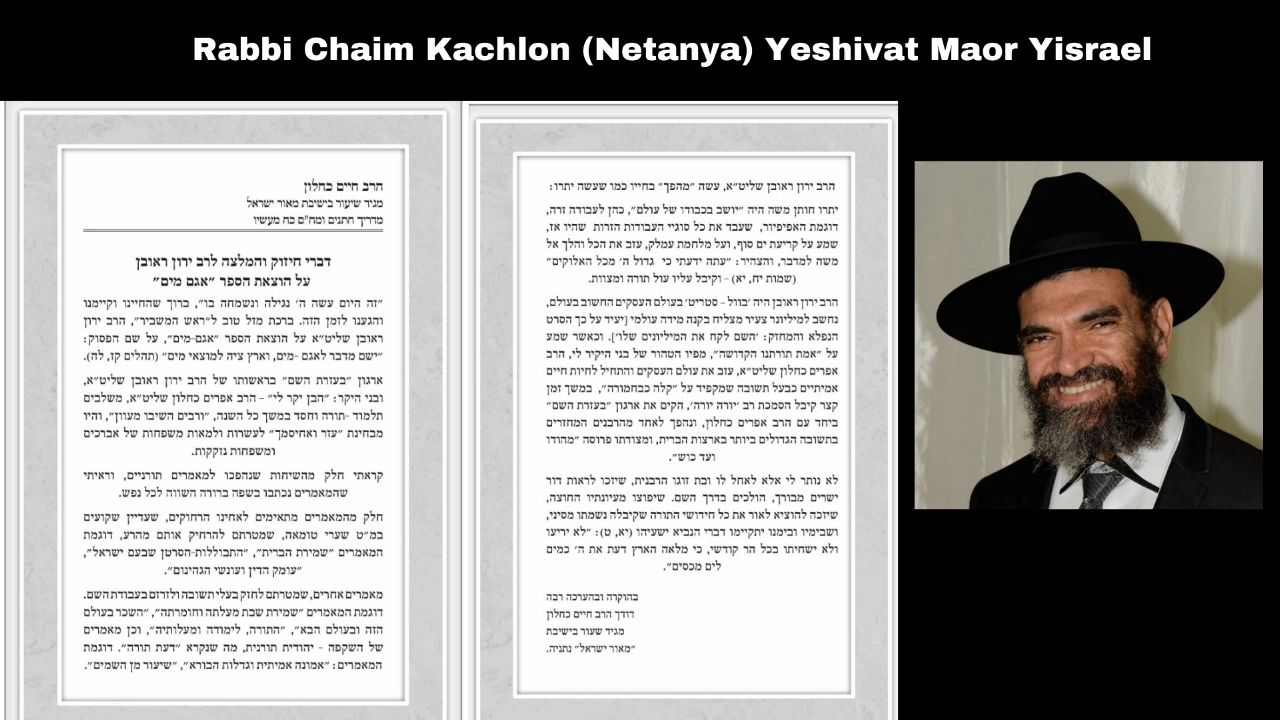 Rabbi Chaim Kachlon (Netanya) Yeshivat Maor Yisrael
הרב חיים כחלון
מגיד שיעור בישיבת מאור ישראל
מדריך חתנים ומח"ס כח מעשיו
דברי חיזוק והמלצה לרב ירון ראובן
על הוצאת הספר "אגם מים"
"זה היום עשה ה' נגילה ונשמחה בו", ברוך שהחיינו וקיימנו
והגענו לזמן הזה. ברכת מזל טוב ל"ראש המשביר", הרב ירון
ראובן שליט"א על הוצאת הספר "אגם-מים", על שם הפסוק:
"ישם מדבר לאגם -מים, וארץ ציה למוצאי מים" (תהלים קז, לה).
ארגון "בעזרת השם" בראשותו של הרב ירון ראובן שליט"א,
ובני היקר: "הבן יקר לי" - הרב אפרים כחלון שליט"א, משלבים
תלמוד -תורה וחסד במשך כל השנה, "ורבים השיבו מעוון", והיו
מבחינת "עזר ואחיסמך" לעשרות ולמאות משפחות של אברכים
ומשפחות נזקקות.
קראתי חלק מהשיחות שנהפכו למאמרים תורניים, וראיתי
שהמאמרים נכתבו בשפה ברורה השווה לכל נפש.
חלק מהמאמרים מתאימים לאחינו הרחוקים, שעדיין שקועים
במ"ט שערי טומאה, שמטרתם להרחיק אותם מהרע, דוגמת
המאמרים "שמירת הברית", "התבוללות-הסרטן שבעם ישראל",
"עומק הדין ועונשי הגהינום".
מאמרים אחרים, שמטרתם לחזק בעלי תשובה ולזרזם בעבודת השם.
דוגמת המאמרים "שמירת שבת מעלתה וחומרתה", "השכר בעולם
הזה ובעולם הבא", "התורה, לימודה ומעלותיה", וכן מאמרים
של השקפה - יהודית תורנית, מה שנקרא "דעת תורה". דוגמת
המאמרים: "אמונה אמיתית וגדלות הבורא", "שיעור מן השמים".
הרב ירון ראובן שליט"א, עשה "מהפך" בחייו כמו שעשה יתרו:
יתרו חותן משה היה "יושב בכבודו של עולם", כהן לעבודה זרה,
דוגמת האפיפיור, שעבד את כל סוגיי העבודות הזרות שהיו אז,
שמע על קריעת ים סוף, ועל מלחמת עמלק, עזב את הכל והלך אל
משה למדבר, והצהיר: "עתה ידעתי כי גדול ה' מכל האלוקים"
(שמות יח, יא) - וקיבל עליו עול תורה ומצוות.
הרב ירון ראובן היה 'בוול - סטריט' בעולם העסקים החשוב בעולם,
נחשב למיליונר צעיר מצליח בקנה מידה עולמי [יעיד על כך הסרט
הנפלא והמחזק: 'השם לקח את המיליונים שלו']. וכאשר שמע
על "אמת תורתנו הקדושה", מפיו הטהור של בני היקיר לי, הרב
אפרים כחלון שליט"א, עזב את עולם העסקים והתחיל לחיות חיים
אמיתיים כבעל תשובה שמקפיד על "קלה כבחמורה", במשך זמן
קצר קיבל הסמכת רב 'יורה יורה', הקים את ארגון "בעזרת השם"
ביחד עם הרב אפרים כחלון, ונהפך לאחד מהרבנים המחזירים
בתשובה הגדולים ביותר בארצות הברית, ומצודתו פרוסה "מהודו
ועד כוש".
לא נותר לי אלא לאחל לו ובת זוגו הרבנית, שיזכו לראות דור
ישרים מבורך, הולכים בדרך השם. שיפוצו מעיונתיו החוצה,
שיזכה להוציא לאור את כל חידושי התורה שקיבלה נשמתו מסיני,
ושבימיו ובימינו יתקיימו דברי הנביא ישעיהו (יא, ט): "לא יריעו
ולא ישחיתו בכל הר קודשי, כי מלאה הארץ דעת את ה' כמים
לים מכסים".
בהוקרה ובהערכה רבה
דודך הרב חיים כחלון
מגיד שעור בישיבת
"מאור ישראל" נתניה.